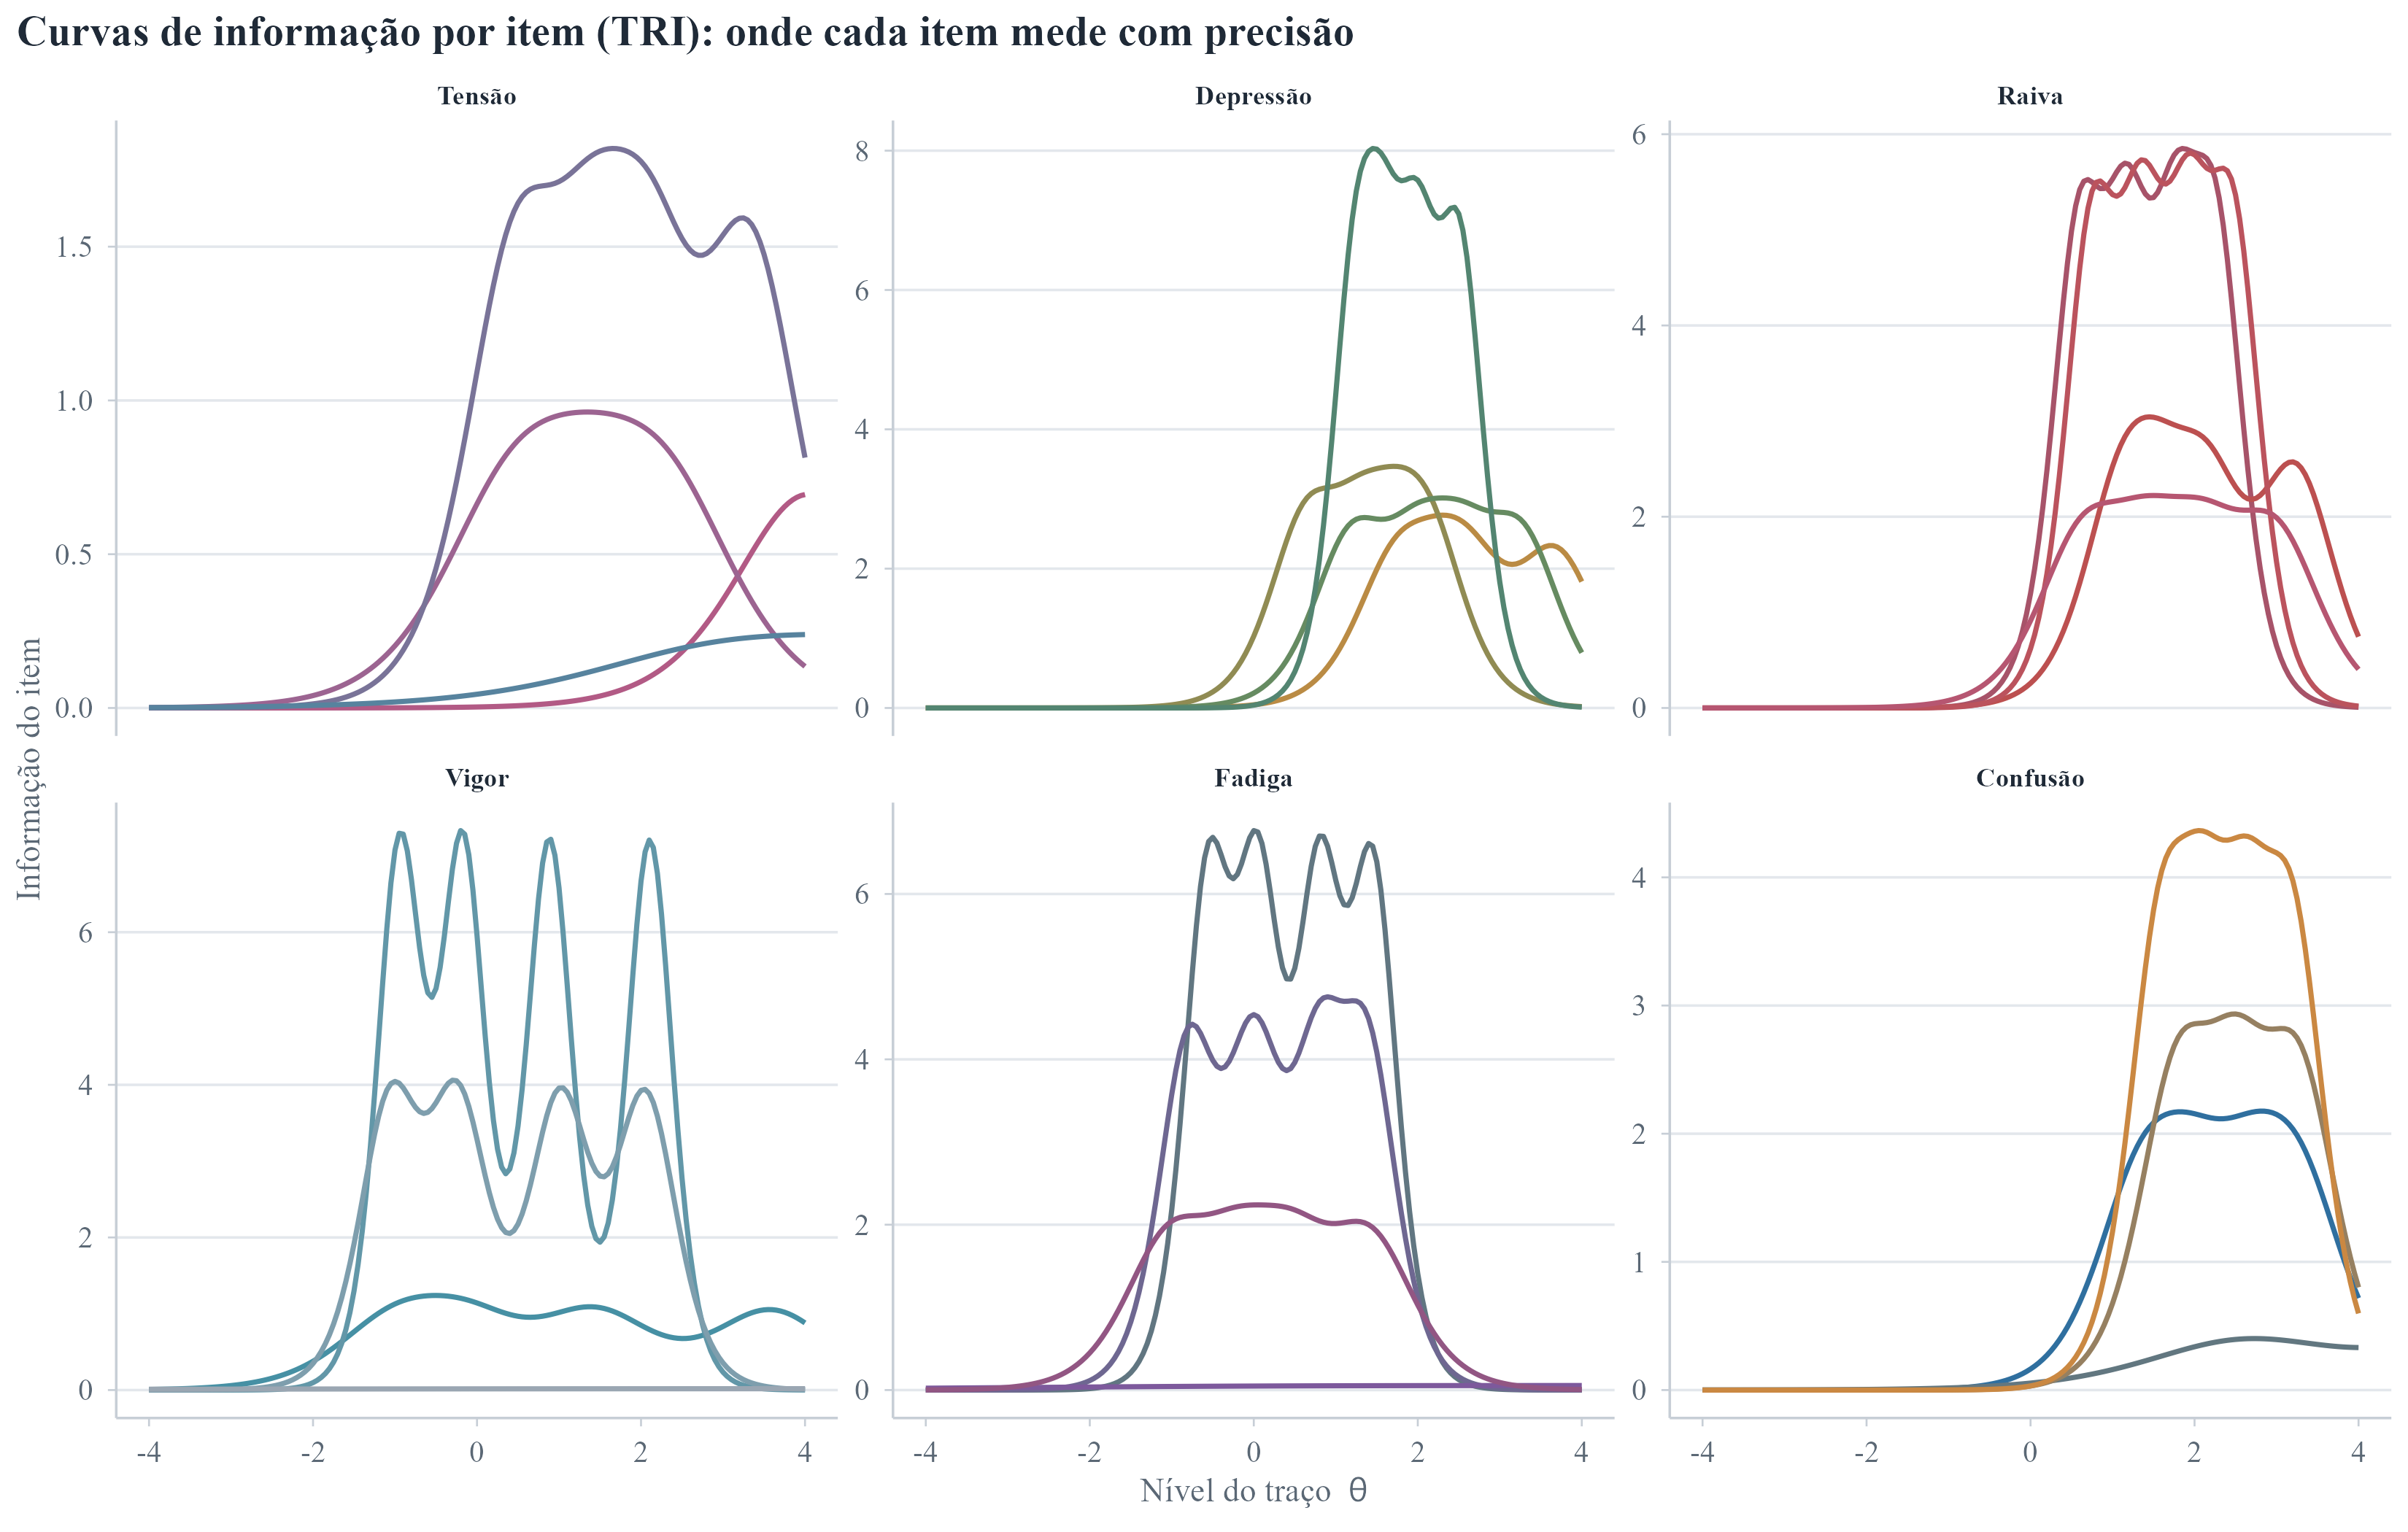 Curvas de informação por item (TRI): onde cada item mede com precisão
Tensão
Depressão
Raiva
1.5
1.0
0.5
0.0
8
6
4
2
0
6
4
2
0
Informação do item
Vigor
Fadiga
Confusão
6
4
2
0
6
4
2
0
4
3
2
1
0
-4 -2 0 2 4
-4 -2 0 2 4
-4 -2 0 2 4
Nível do traço θ